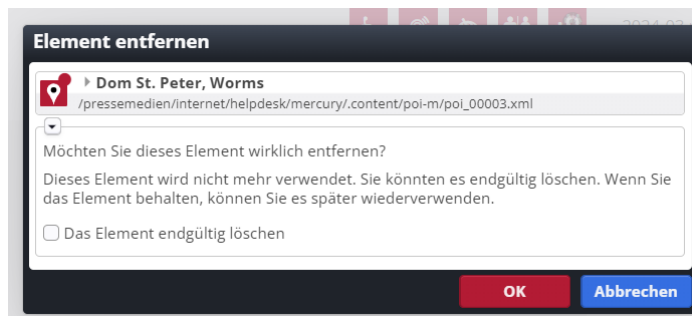 Element entfernen
Dom St. Peter, Worms
/pressemedien/internet/helpdesk/mercury/.content/poi-m/poi_00003.xml
Möchten Sie dieses Element wirklich entfernen?
Dieses Element wird nicht mehr verwendet. Sie könnten es endgültig löschen. Wenn Sie
das Element behalten, können Sie es später wiederverwenden.
Das Element endgültig löschen
OK
Abbrechen